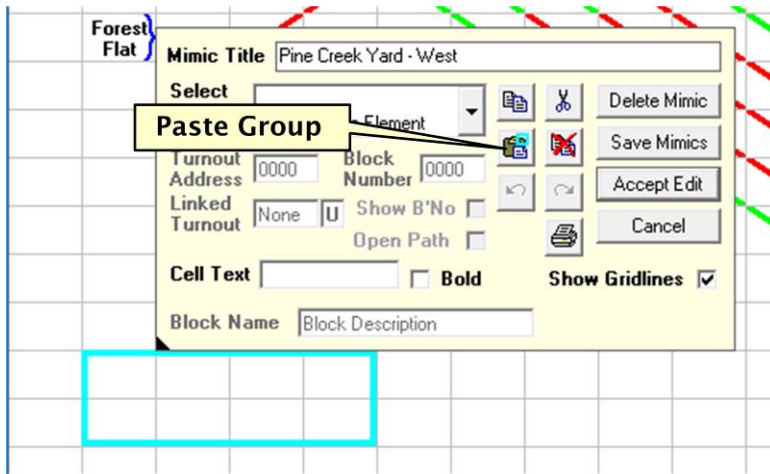 Forest
Flat
Mimic Title Pine Creek Yard - West
Select
Element
Delete Mimic
Paste Group
Save Mimics
Turnout
Address 0000
Block
Number 0000
Accept Edit
Linked
Turnout None U
Show B'No
Open Path
Cancel
Cell Text
Bold
Show Gridlines
Block Name Block Description